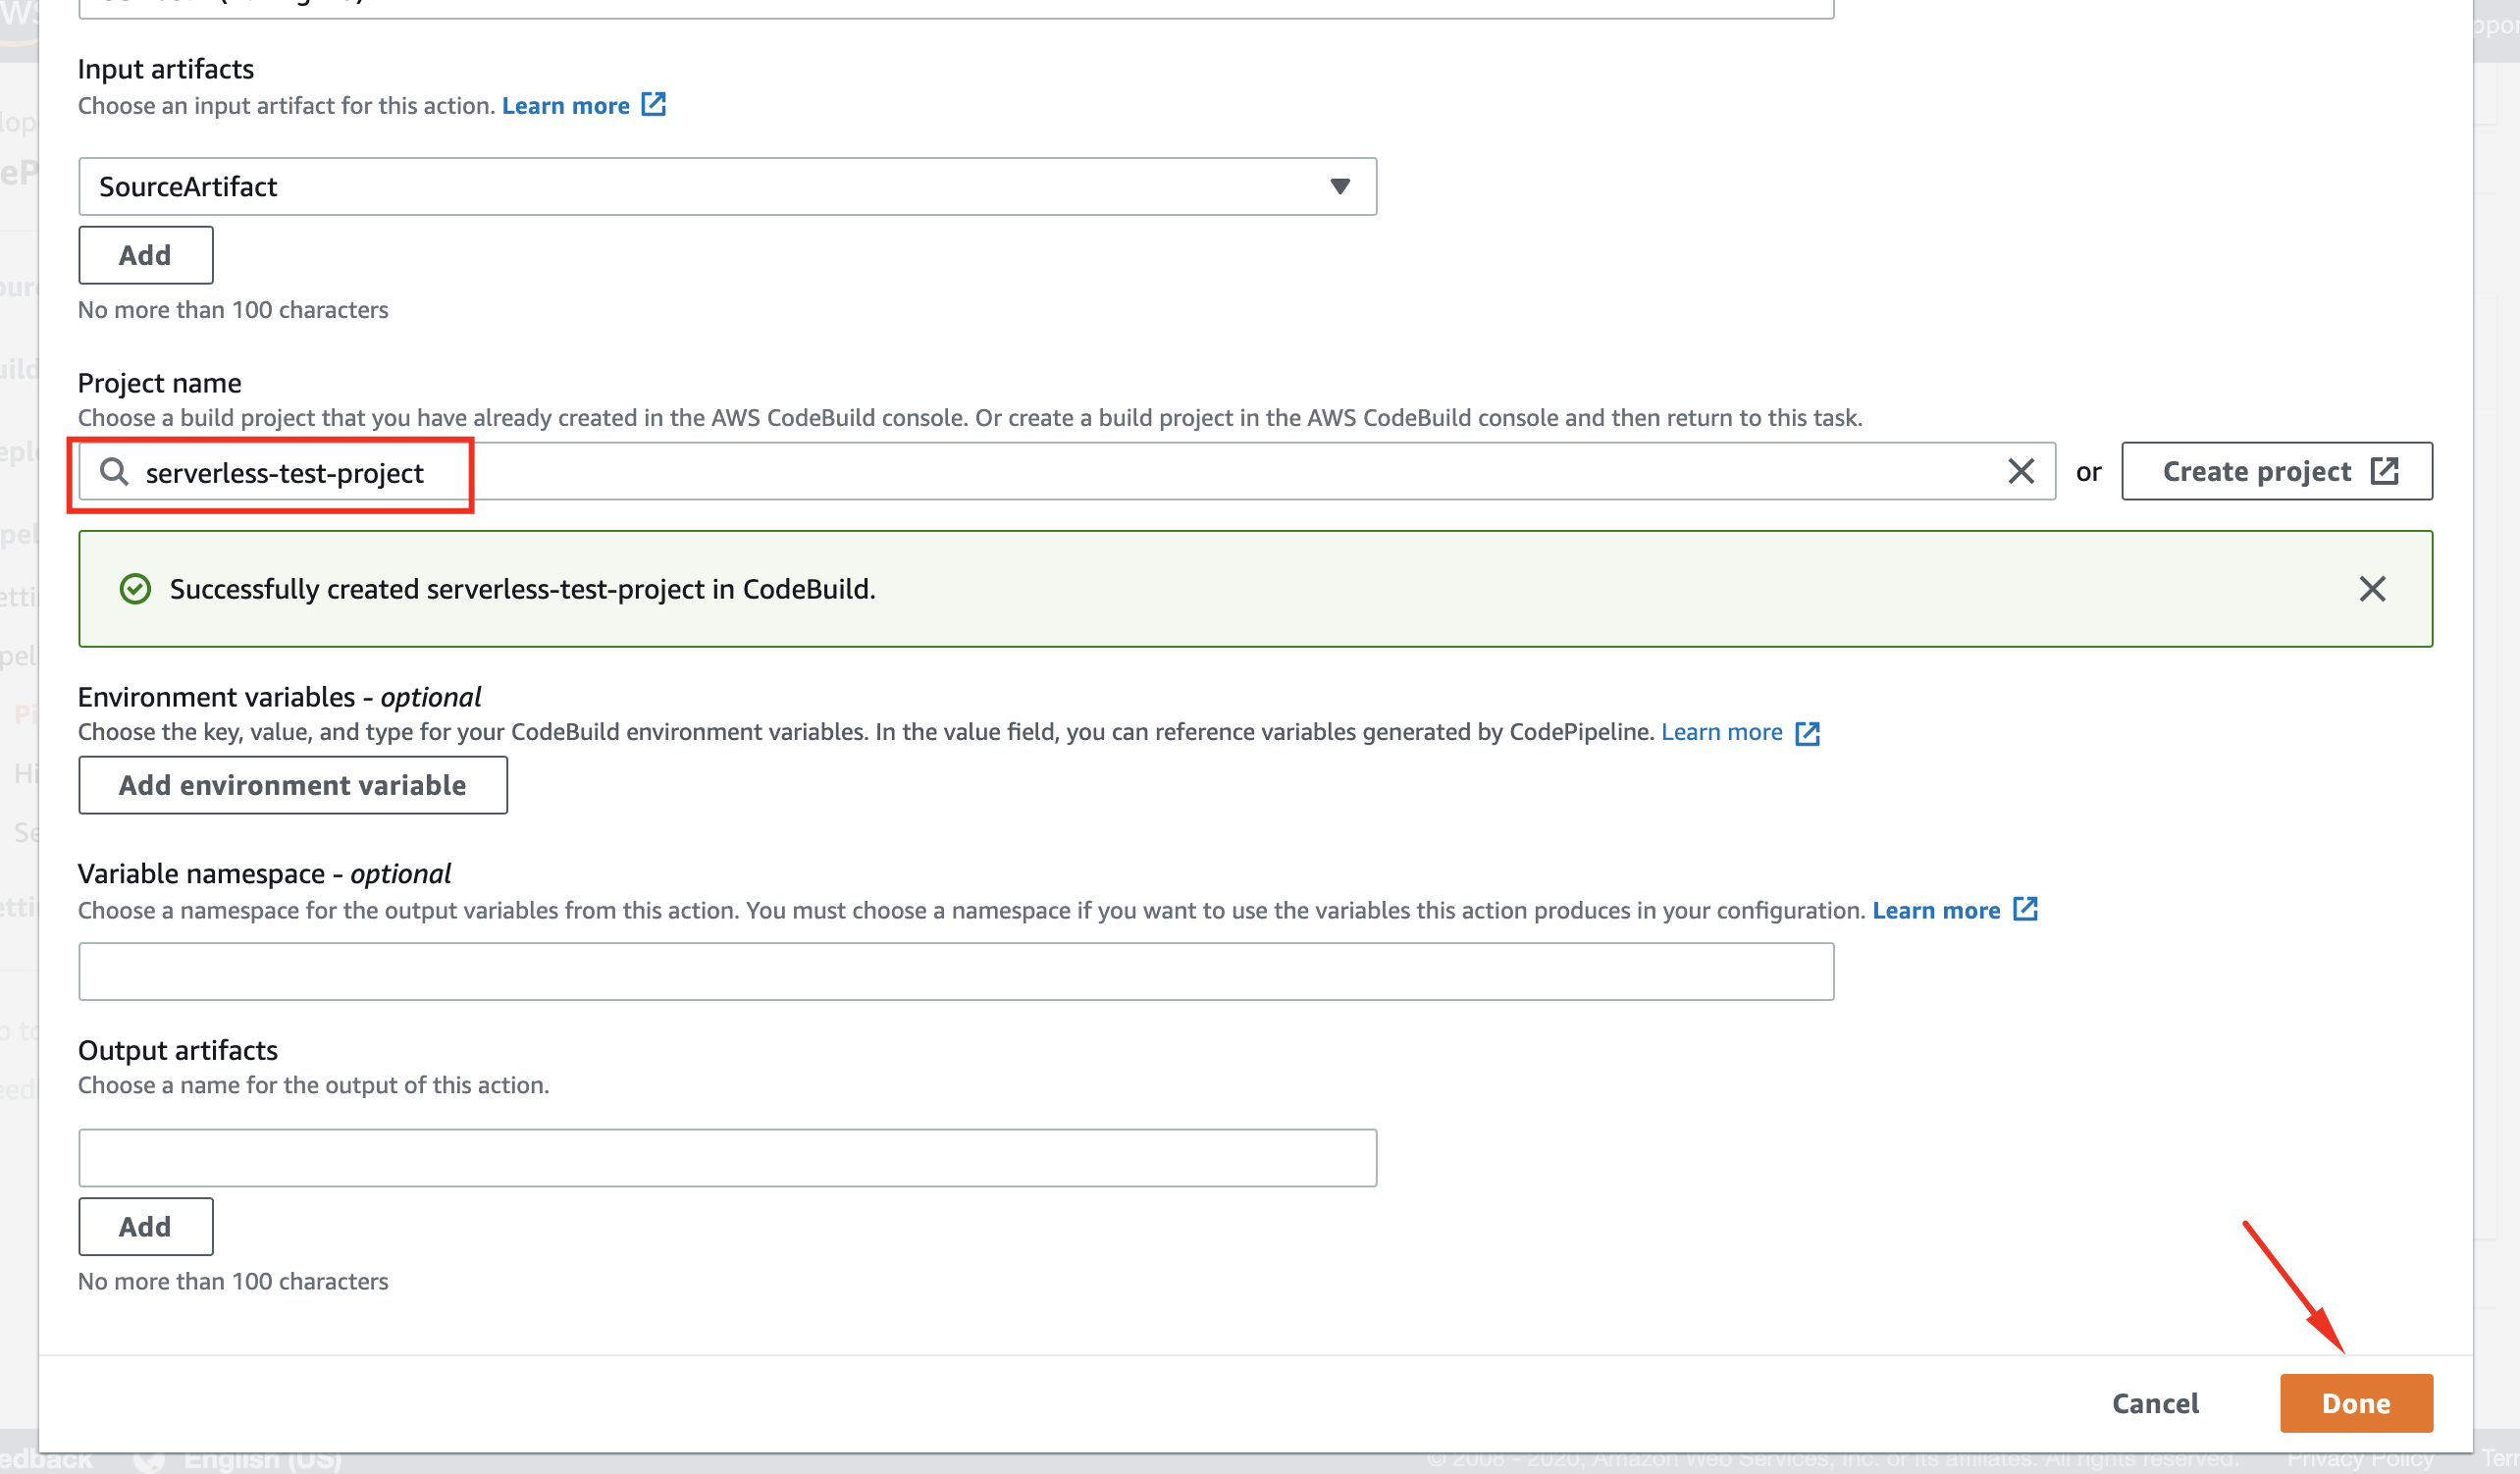 Input artifacts
Choose an input artifact for this action. Learn more
SourceArtifact
Add
No more than 100 characters
Project name
Choose a build project that you have already created in the AWS CodeBuild console. Or create a build project in the AWS CodeBuild console and then return to this task.
serverless-test-project
or
Create project
Successfully created serverless-test-project in CodeBuild.
Environment variables - optional
Choose the key, value, and type for your CodeBuild environment variables. In the value field, you can reference variables generated by CodePipeline. Learn more
Add environment variable
Variable namespace - optional
Choose a namespace for the output variables from this action. You must choose a namespace if you want to use the variables this action produces in your configuration. Learn more
Output artifacts
Choose a name for the output of this action.
Add
No more than 100 characters
Cancel
Done
English (US)
© 2008 - 2020, Amazon Web Services, Inc. or its affiliates. All rights reserved.
Privacy Policy